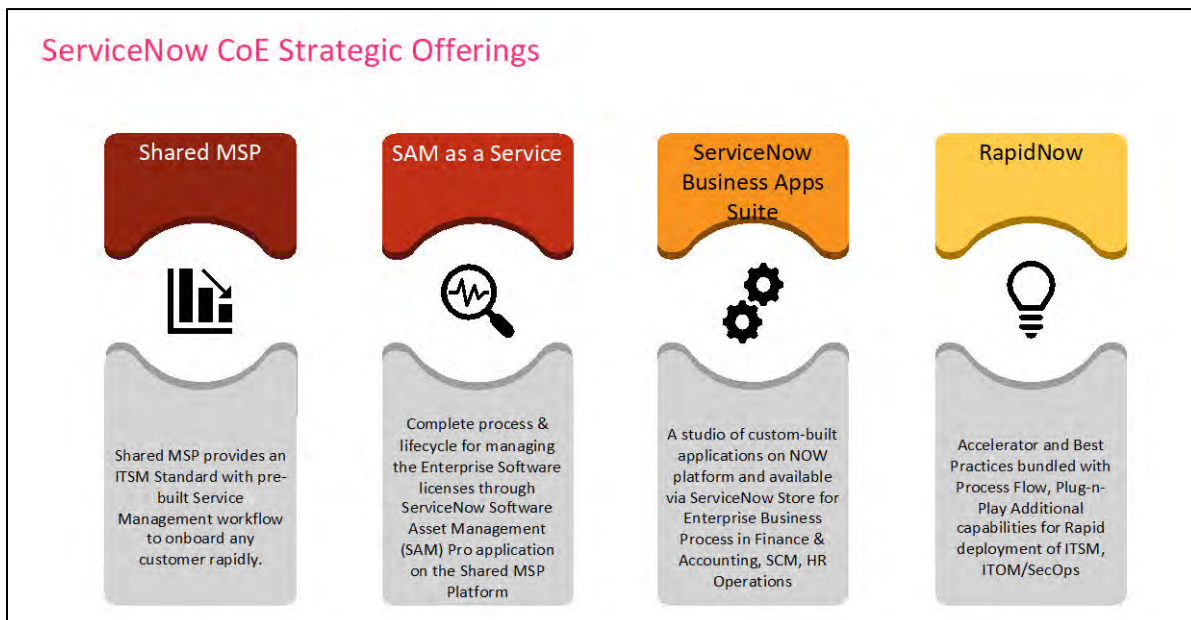 ServiceNow CoE Strategic Offerings
Shared MSP
Shared MSP provides an
ITSM Standard with pre-
built Service
Management workflow
to onboard any
customer rapidly.
SAM as a Service
Complete process &
lifecycle for managing
the Enterprise Software
licenses through
ServiceNow Software
Asset Management
(SAM) Pro application
on the Shared MSP
Platform
ServiceNow
Business Apps
Suite
A studio of custom-built
applications on NOW
platform and available
via ServiceNow Store for
Enterprise Business
Process in Finance &
Accounting, SCM, HR
Operations
RapidNow
Accelerator and Best
Practices bundled with
Process Flow, Plug-n-
Play Additional
capabilities for Rapid
deployment of ITSM,
ITOM/SecOps